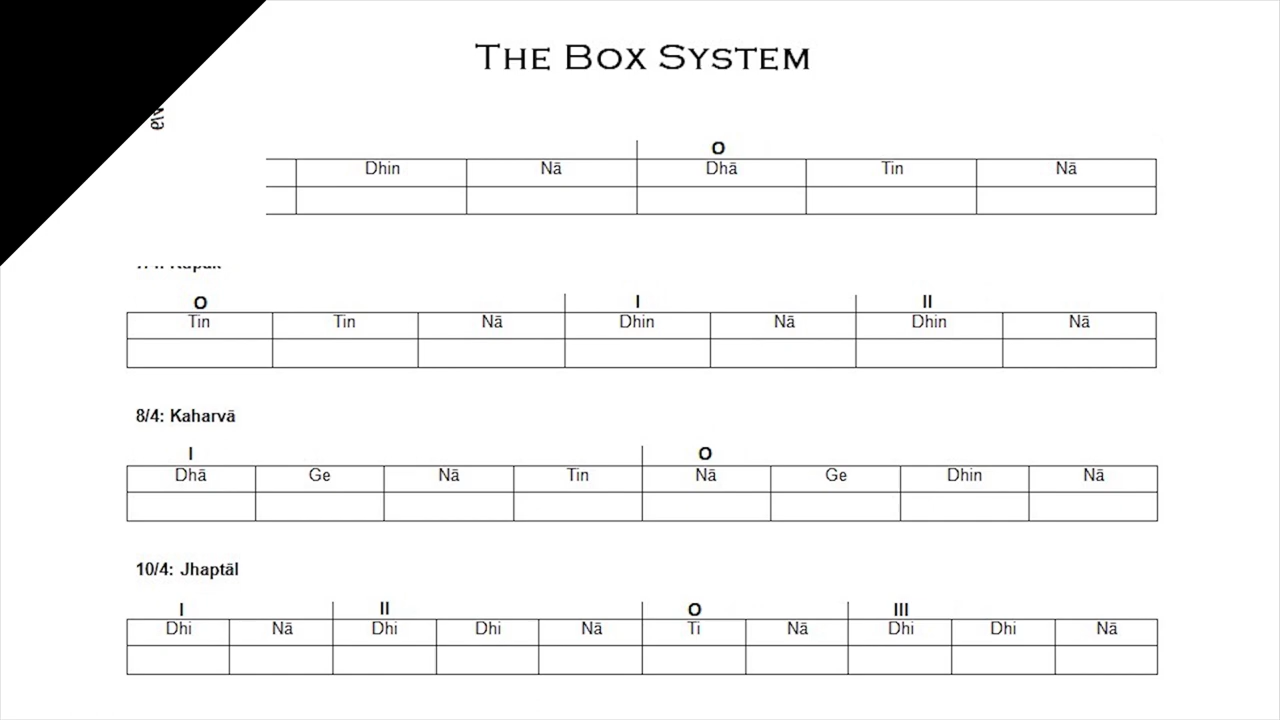 THE BOX SYSTEM
O
Dhin Nā Dhā Tin Nā
O I II
Tin Tin Nā Dhin Nā Dhin Nā
8/4: Kaharvā
I O
Dhā Ge Nā Tin Nā Ge Dhin Nā
10/4: Jhaptāl
I II O III
Dhi Nā Dhi Dhi Nā Ti Nā Dhi Dhi Nā